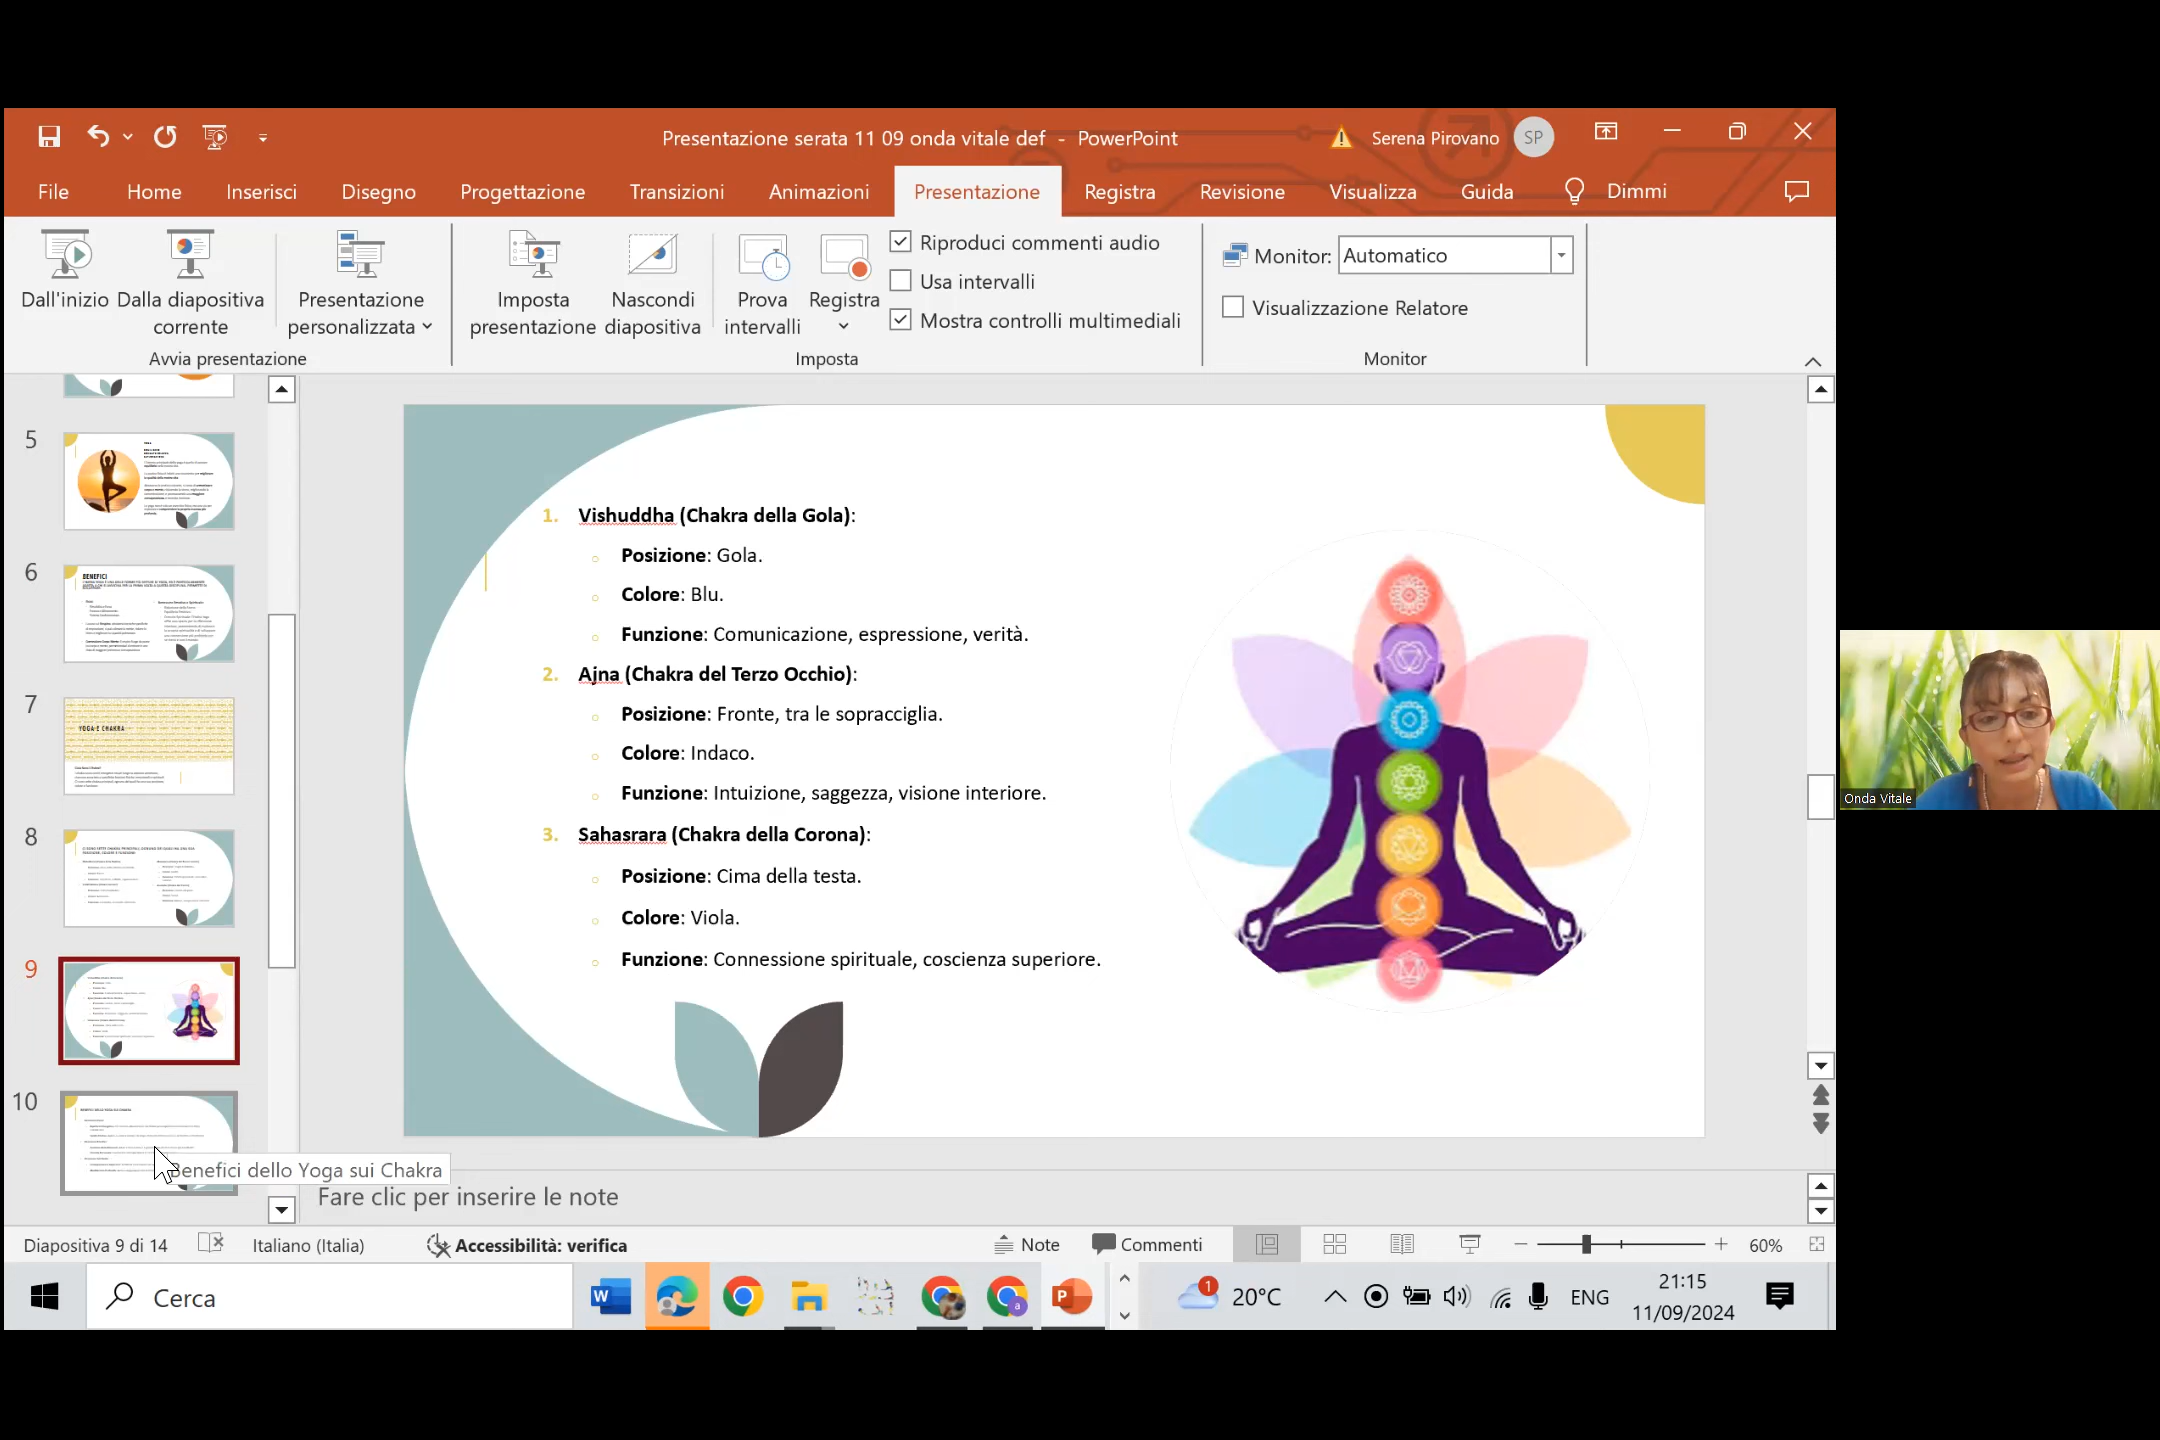 Presentazione serata 11 09 onda vitale def - PowerPoint
Serena Pirovano
SP
File
Home
Inserisci
Disegno
Progettazione
Transizioni
Animazioni
Presentazione
Registra
Revisione
Visualizza
Guida
Dimmi
Dall'inizio
Dalla diapositiva corrente
Presentazione personalizzata
Avvia presentazione
Imposta presentazione
Nascondi diapositiva
Prova intervalli
Registra
Riproduci commenti audio
Usa intervalli
Mostra controlli multimediali
Imposta
Monitor: Automatico
Visualizzazione Relatore
Monitor
5
6
BENEFICI
7
YOGA E CHAKRA
8
9
10
Benefici dello Yoga sui Chakra
1. Vishuddha (Chakra della Gola):
Posizione: Gola.
Colore: Blu.
Funzione: Comunicazione, espressione, verità.
2. Ajna (Chakra del Terzo Occhio):
Posizione: Fronte, tra le sopracciglia.
Colore: Indaco.
Funzione: Intuizione, saggezza, visione interiore.
3. Sahasrara (Chakra della Corona):
Posizione: Cima della testa.
Colore: Viola.
Funzione: Connessione spirituale, coscienza superiore.
Onda Vitale
Fare clic per inserire le note
Diapositiva 9 di 14
Italiano (Italia)
Accessibilità: verifica
Note
Commenti
60%
Cerca
1
20°C
ENG
21:15
11/09/2024